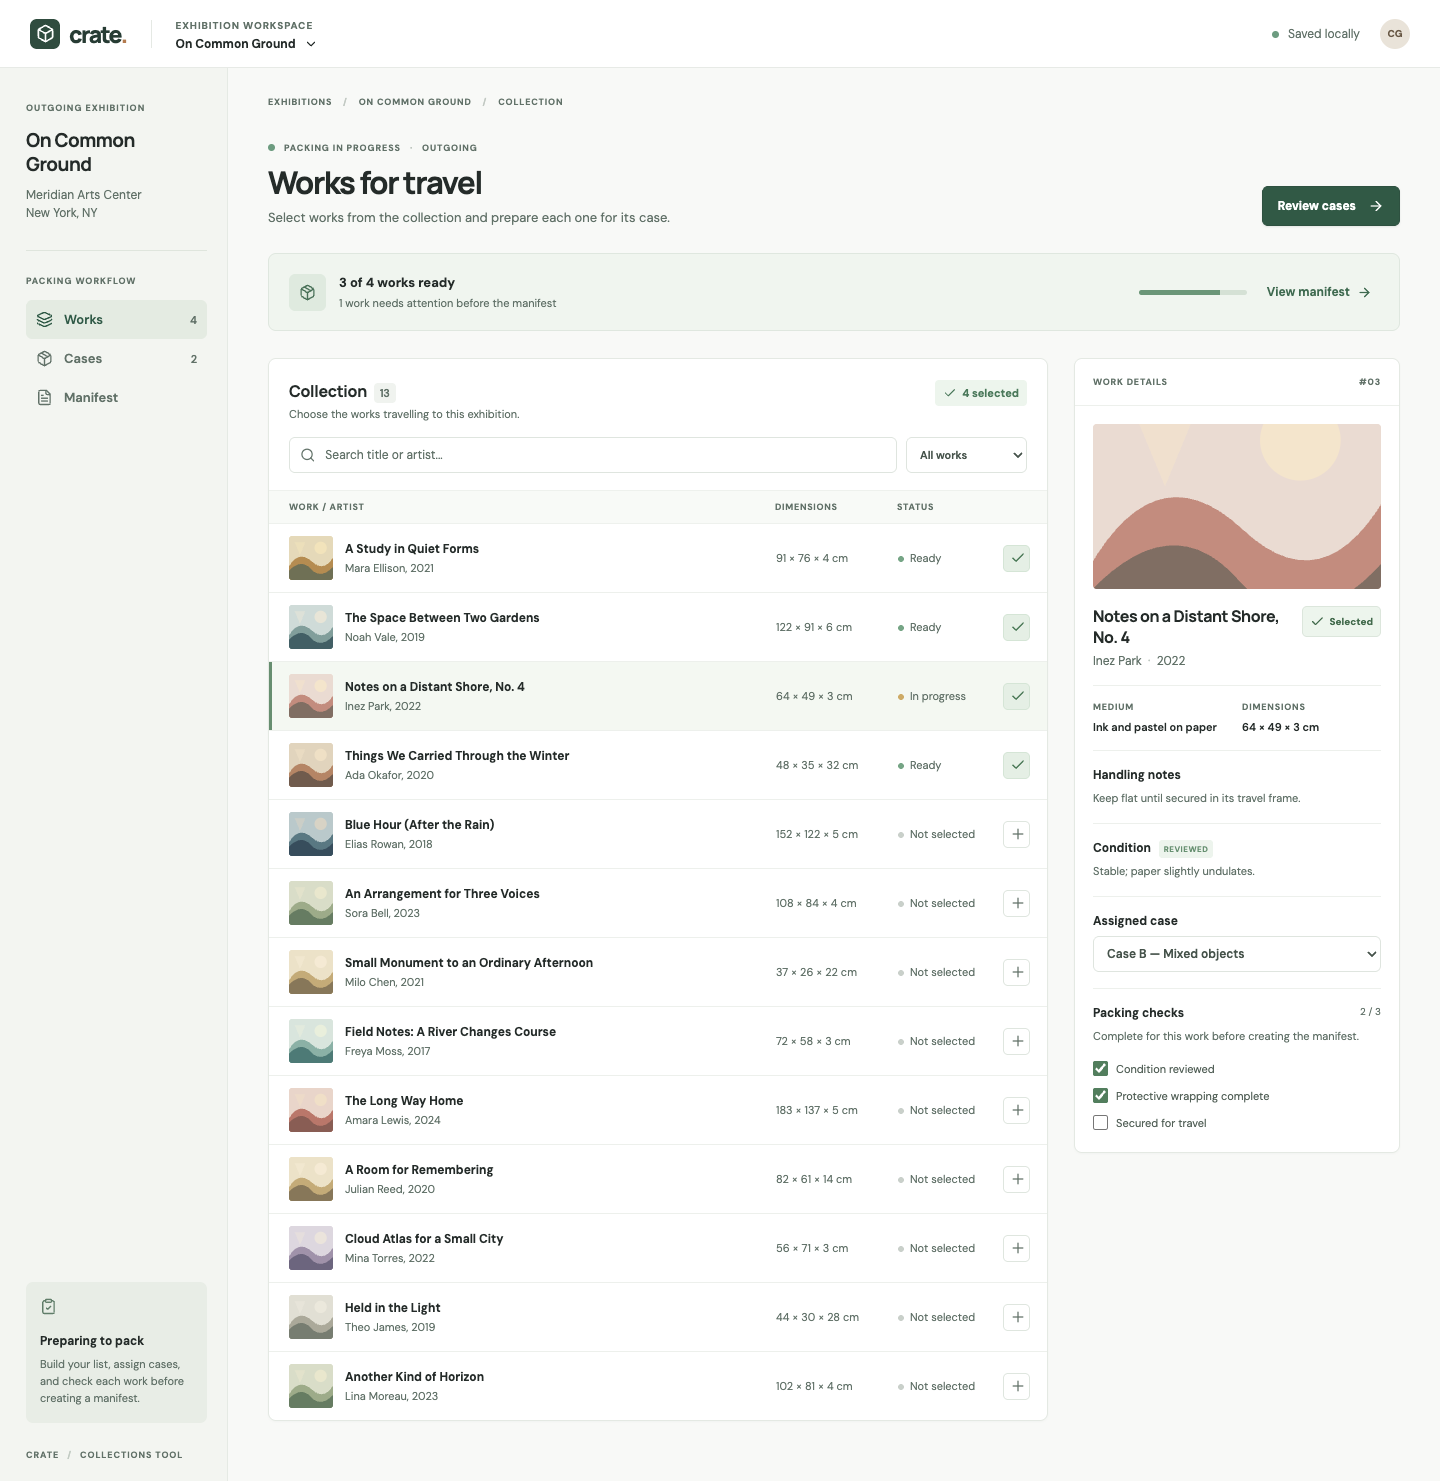 crate.
EXHIBITION WORKSPACE
On Common Ground
Saved locally
CG
OUTGOING EXHIBITION
On Common
Ground
Meridian Arts Center
New York, NY
PACKING WORKFLOW
Works 4
Cases 2
Manifest
Preparing to pack
Build your list, assign cases,
and check each work before
creating a manifest.
CRATE / COLLECTIONS TOOL
EXHIBITIONS / ON COMMON GROUND / COLLECTION
PACKING IN PROGRESS · OUTGOING
Works for travel
Select works from the collection and prepare each one for its case.
Review cases
3 of 4 works ready
1 work needs attention before the manifest
View manifest
Collection 13
Choose the works travelling to this exhibition.
4 selected
Search title or artist...
All works
WORK / ARTIST DIMENSIONS STATUS
A Study in Quiet Forms
Mara Ellison, 2021
91 × 76 × 4 cm
Ready
The Space Between Two Gardens
Noah Vale, 2019
122 × 91 × 6 cm
Ready
Notes on a Distant Shore, No. 4
Inez Park, 2022
64 × 49 × 3 cm
In progress
Things We Carried Through the Winter
Ada Okafor, 2020
48 × 35 × 32 cm
Ready
Blue Hour (After the Rain)
Elias Rowan, 2018
152 × 122 × 5 cm
Not selected
An Arrangement for Three Voices
Sora Bell, 2023
108 × 84 × 4 cm
Not selected
Small Monument to an Ordinary Afternoon
Milo Chen, 2021
37 × 26 × 22 cm
Not selected
Field Notes: A River Changes Course
Freya Moss, 2017
72 × 58 × 3 cm
Not selected
The Long Way Home
Amara Lewis, 2024
183 × 137 × 5 cm
Not selected
A Room for Remembering
Julian Reed, 2020
82 × 61 × 14 cm
Not selected
Cloud Atlas for a Small City
Mina Torres, 2022
56 × 71 × 3 cm
Not selected
Held in the Light
Theo James, 2019
44 × 30 × 28 cm
Not selected
Another Kind of Horizon
Lina Moreau, 2023
102 × 81 × 4 cm
Not selected
WORK DETAILS #03
Notes on a Distant Shore,
No. 4
Selected
Inez Park · 2022
MEDIUM DIMENSIONS
Ink and pastel on paper 64 × 49 × 3 cm
Handling notes
Keep flat until secured in its travel frame.
Condition REVIEWED
Stable; paper slightly undulates.
Assigned case
Case B — Mixed objects
Packing checks 2 / 3
Complete for this work before creating the manifest.
Condition reviewed
Protective wrapping complete
Secured for travel